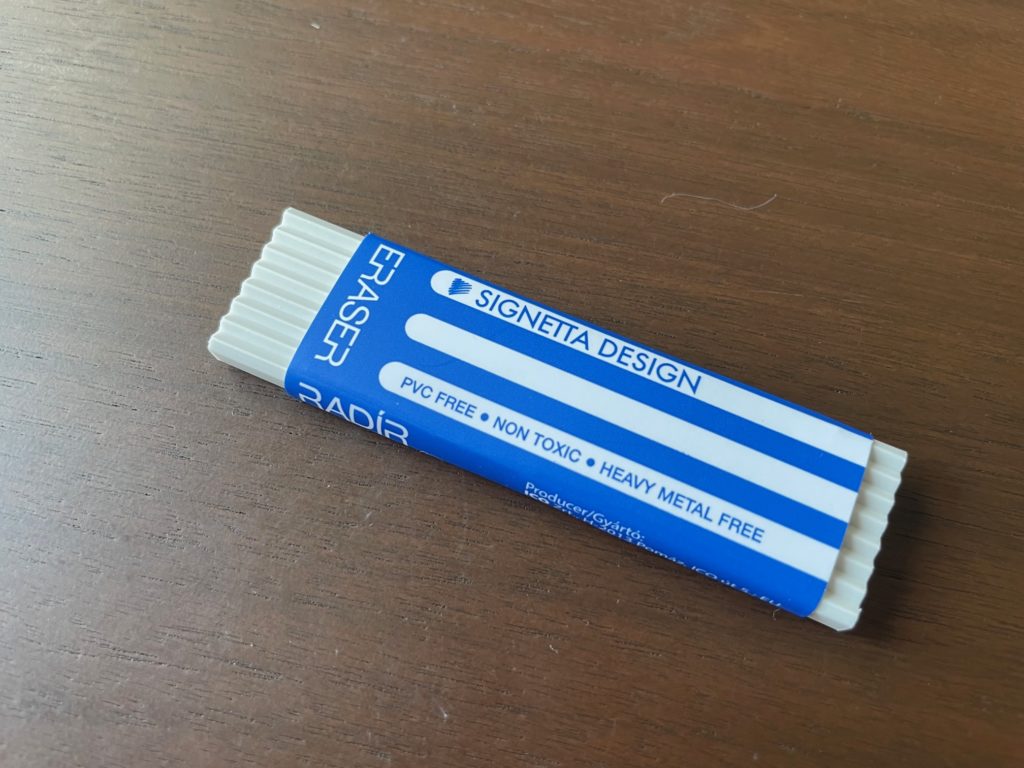 ERASER
SIGNETTA DESIGN
PVC FREE ● NON TOXIC ● HEAVY METAL FREE
RADÍR
Producer/Gyártó: